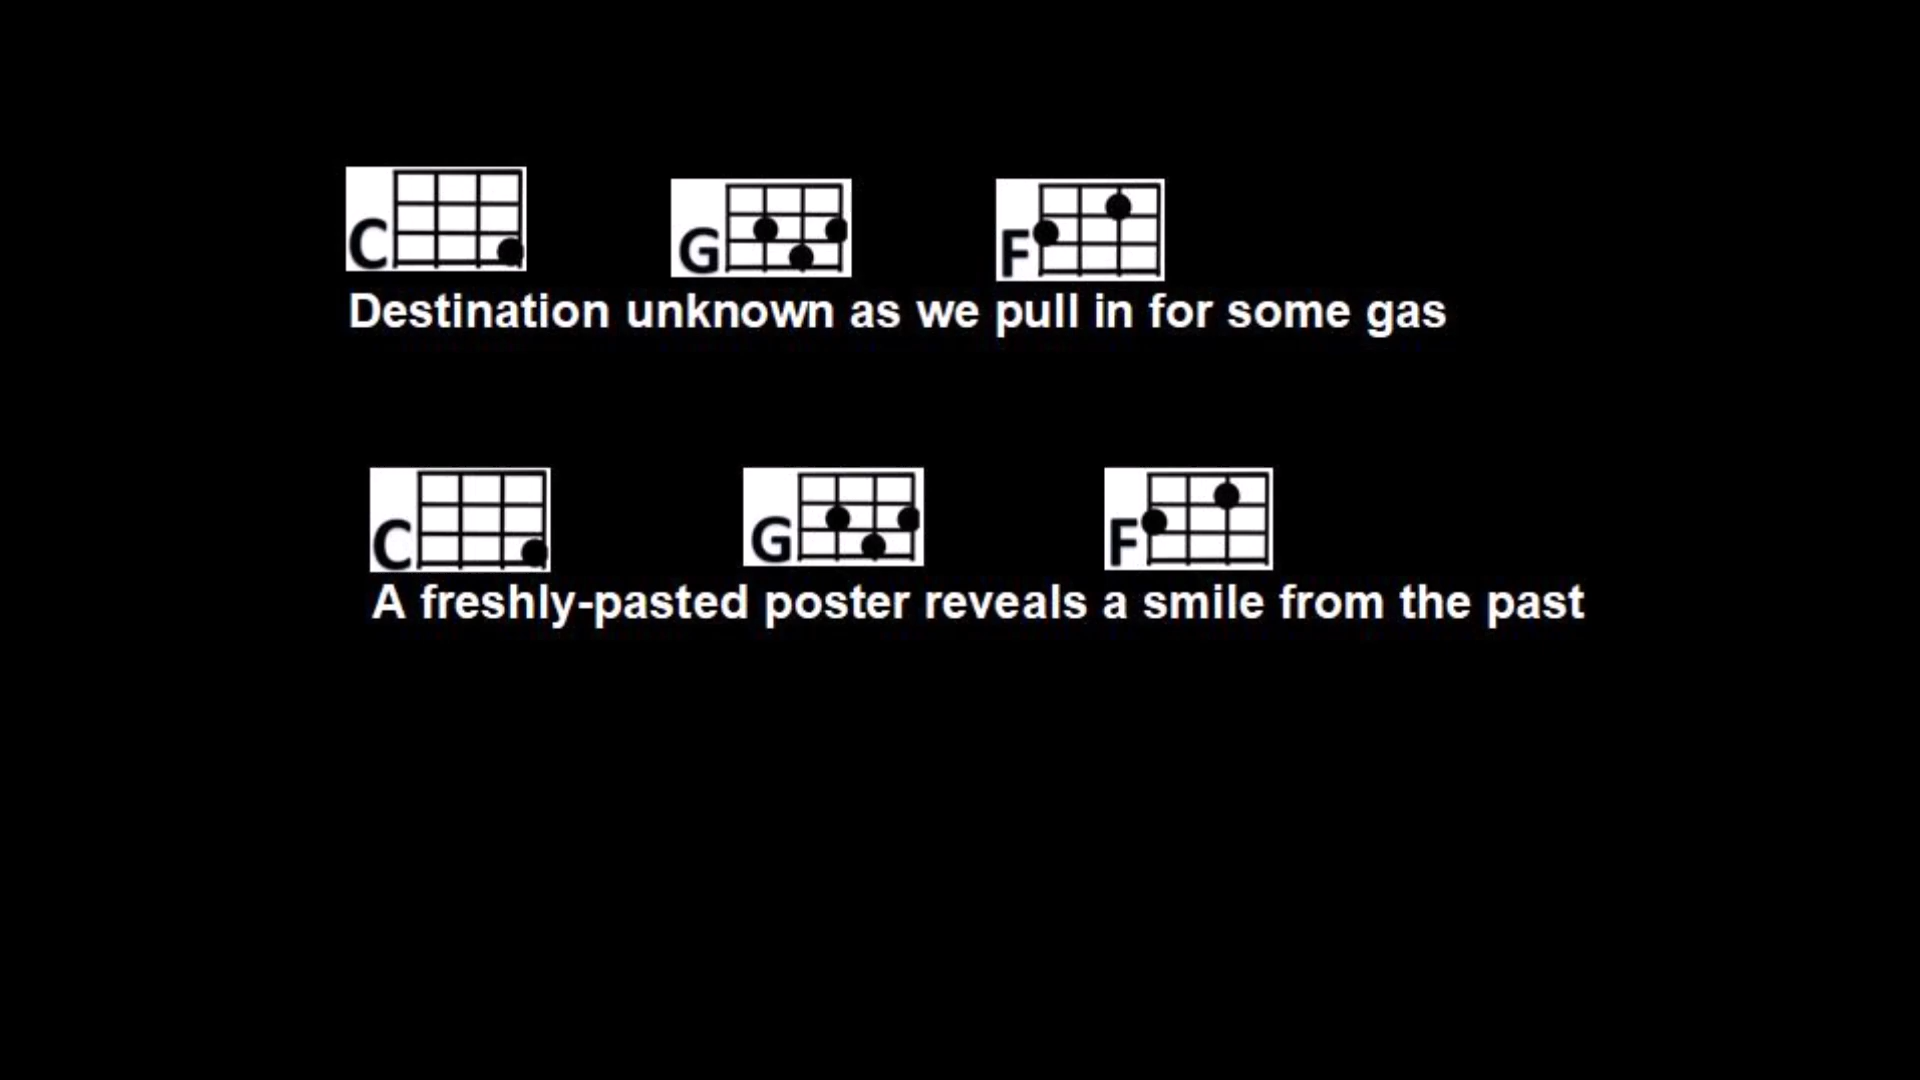 C G F
Destination unknown as we pull in for some gas
C G F
A freshly-pasted poster reveals a smile from the past